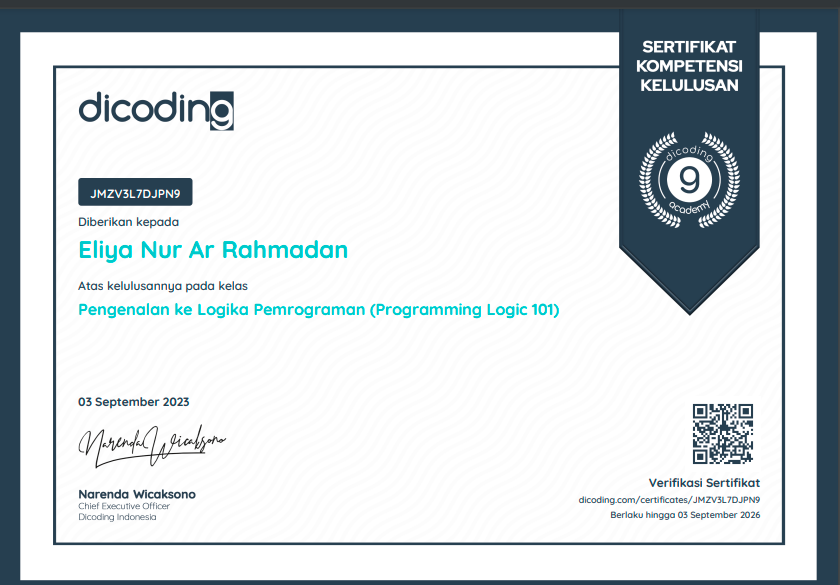 SERTIFIKAT
KOMPETENSI
KELULUSAN
dicoding
dicoding
9
academy
JMZV3L7DJPN9
Diberikan kepada
Eliya Nur Ar Rahmadan
Atas kelulusannya pada kelas
Pengenalan ke Logika Pemrograman (Programming Logic 101)
03 September 2023
Narenda Wicaksono
Narenda Wicaksono
Chief Executive Officer
Dicoding Indonesia
Verifikasi Sertifikat
dicoding.com/certificates/JMZV3L7DJPN9
Berlaku hingga 03 September 2026